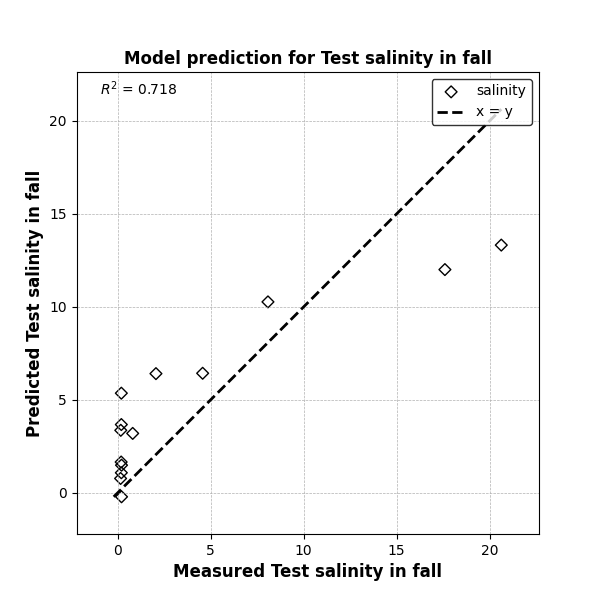 Model prediction for Test salinity in fall
R² = 0.718
salinity
x = y
Predicted Test salinity in fall
20
15
10
5
0
0 5 10 15 20
Measured Test salinity in fall